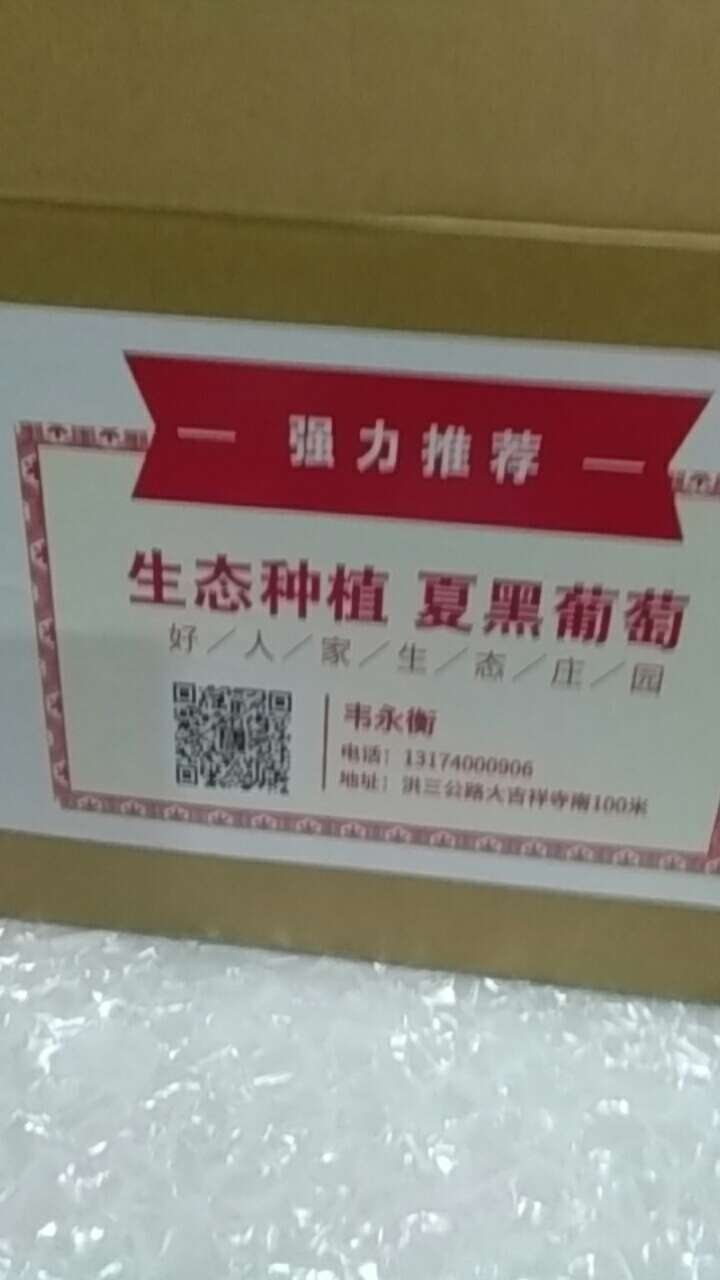 强力推荐
生态种植 夏黑葡萄
好/人/家/生/态/庄/园
韦永衡
电话：13174000906
地址：洪三公路大吉祥寺南100米